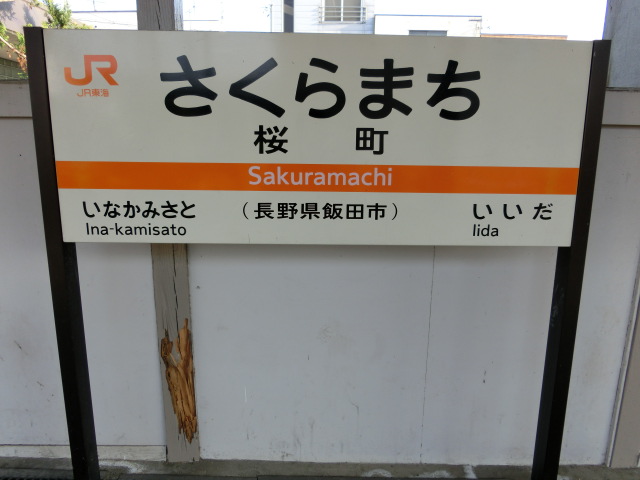 JR
JR東海
さくらまち
桜町
Sakuramachi
いなかみさと
Ina-kamisato
（長野県飯田市）
いいだ
Iida